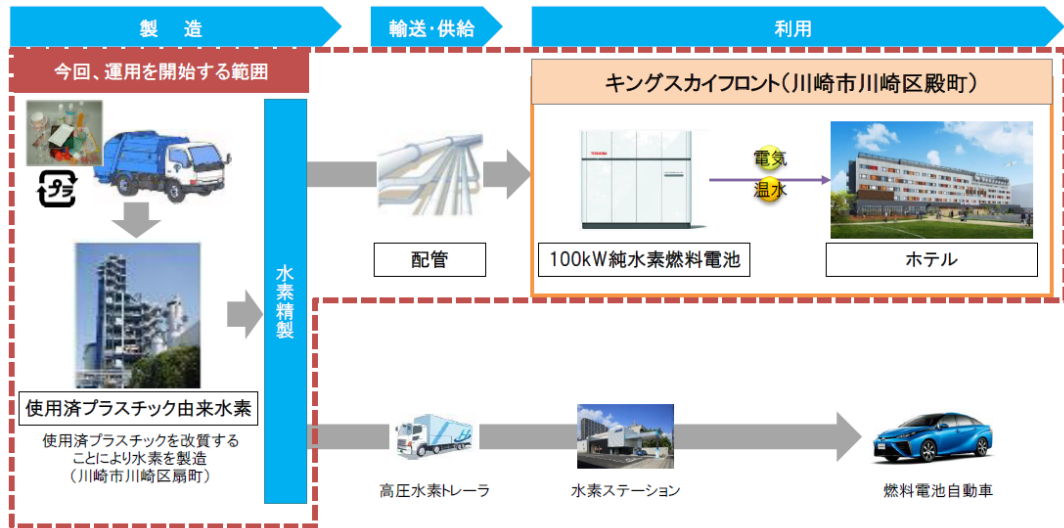 製　造
輸送・供給
利用
今回、運用を開始する範囲
キングスカイフロント(川崎市川崎区殿町)
プラ
TOSHIBA
電気
温水
配管
100kW純水素燃料電池
ホテル
水素精製
使用済プラスチック由来水素
使用済プラスチックを改質する
ことにより水素を製造
(川崎市川崎区扇町)
高圧水素トレーラ
水素ステーション
燃料電池自動車